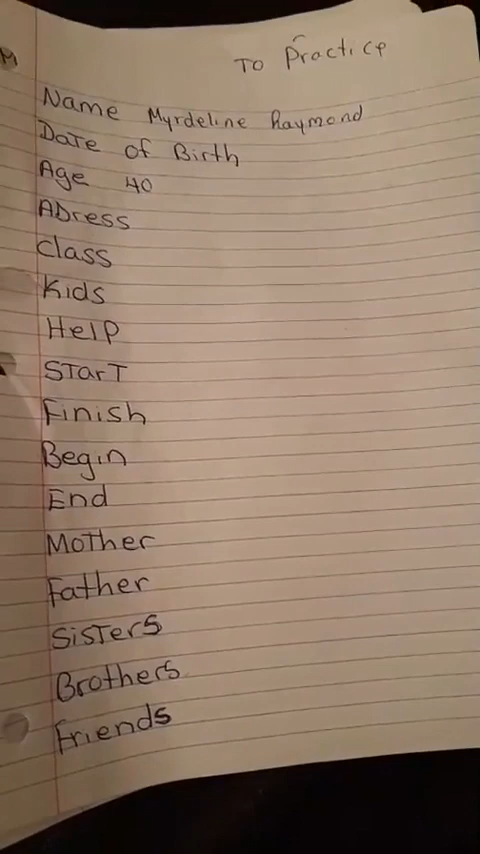 To Practice
Name Myrdeline Raymond
Date of Birth
Age 40
ADress
Class
Kids
Help
Start
Finish
Begin
End
Mother
Father
Sisters
Brothers
Friends